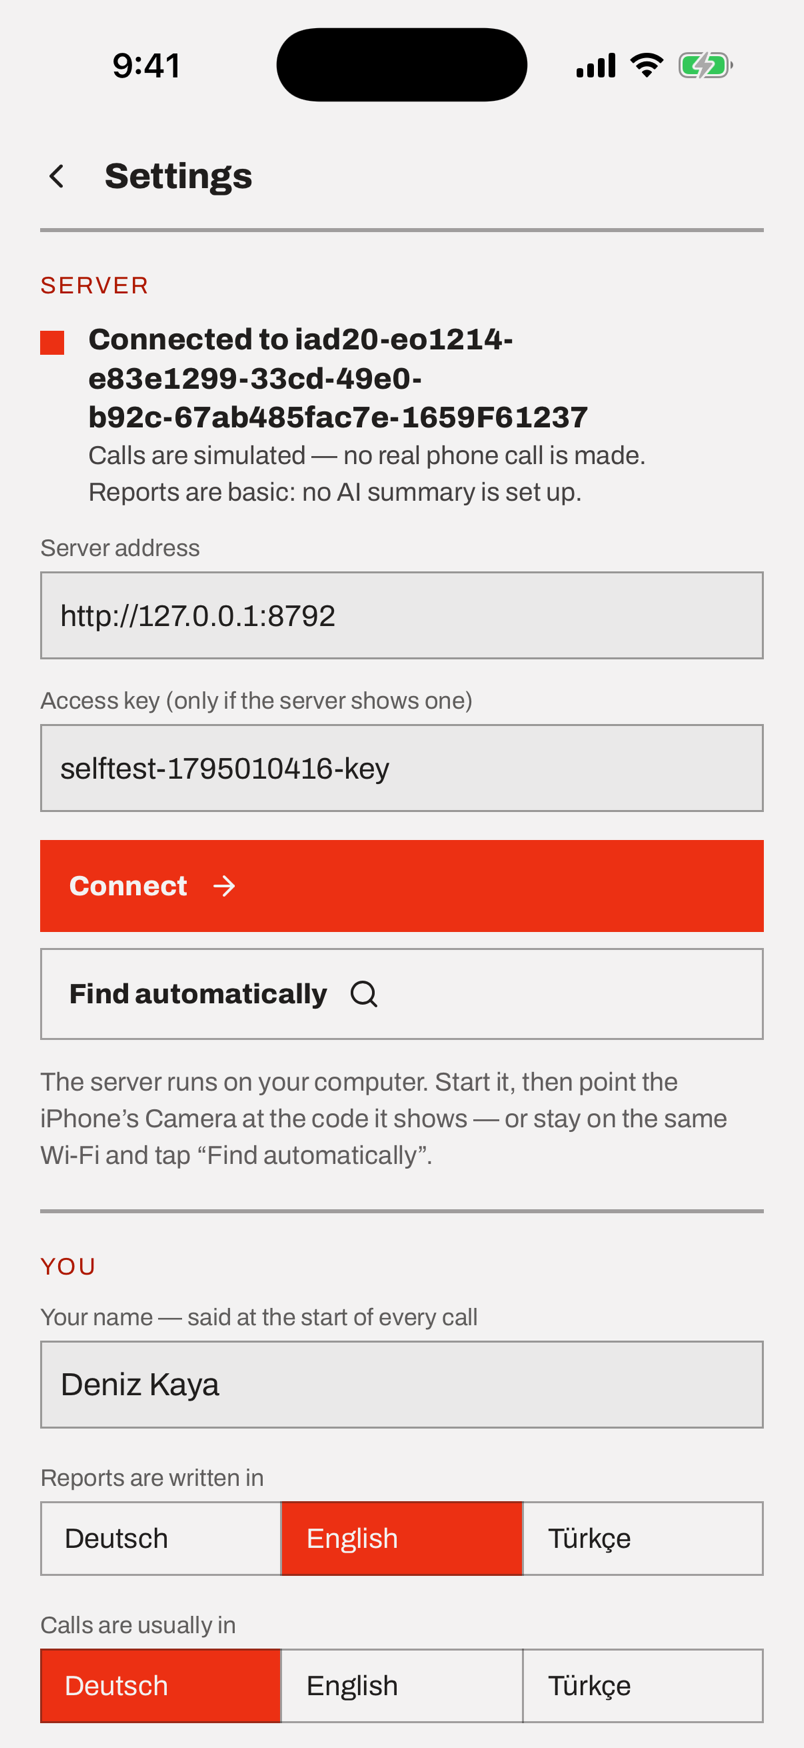 9:41
Settings
SERVER
Connected to iad20-eo1214-
e83e1299-33cd-49e0-
b92c-67ab485fac7e-1659F61237
Calls are simulated — no real phone call is made.
Reports are basic: no AI summary is set up.
Server address
http://127.0.0.1:8792
Access key (only if the server shows one)
selftest-1795010416-key
Connect →
Find automatically
The server runs on your computer. Start it, then point the
iPhone’s Camera at the code it shows — or stay on the same
Wi-Fi and tap “Find automatically”.
YOU
Your name — said at the start of every call
Deniz Kaya
Reports are written in
Deutsch English Türkçe
Calls are usually in
Deutsch English Türkçe